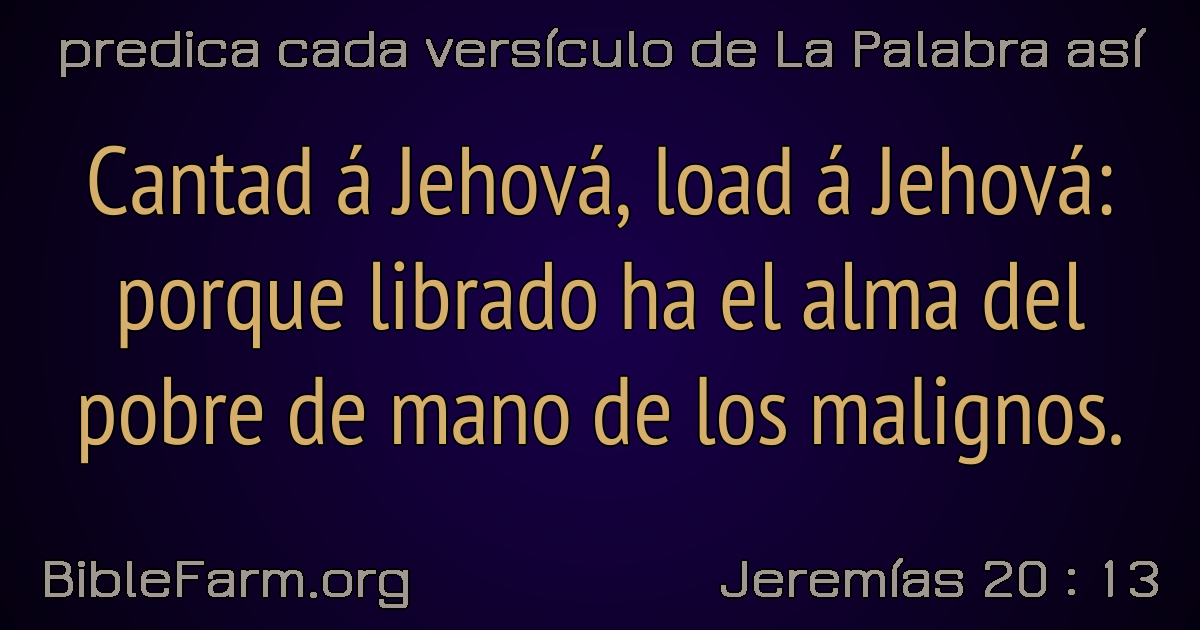 predica cada versículo de La Palabra así
Cantad á Jehová, load á Jehová:
porque librado ha el alma del
pobre de mano de los malignos.
BibleFarm.org
Jeremías 20 : 13